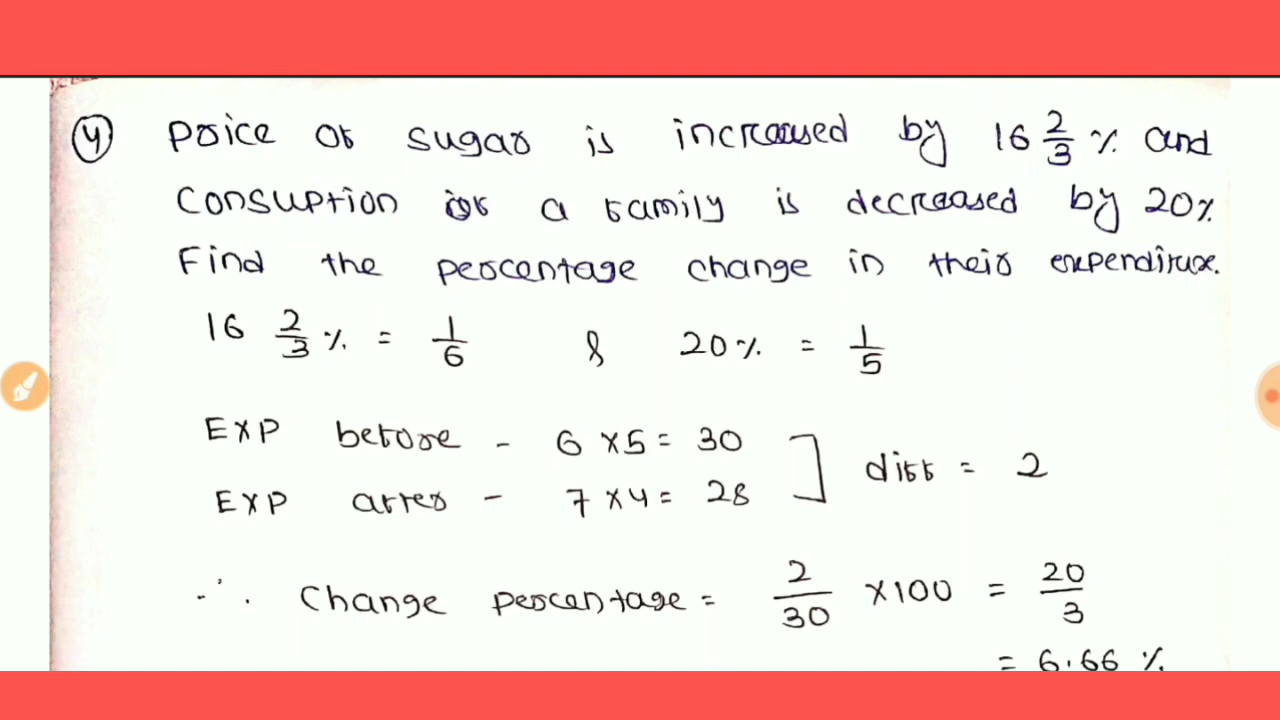 (4) Price of sugar is increased by 16 2/3 % and
Consuption of a family is decreased by 20%
Find the percentage change in their expenditure.
16 2/3 % = 1/6 & 20% = 1/5
Exp before - 6 x 5 = 30
Exp after - 7 x 4 = 28 ] diff = 2
∴ Change percentage = 2/30 x 100 = 20/3
= 6.66 %